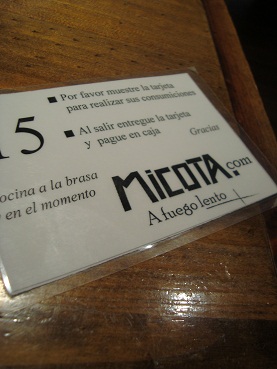 ■ Por favor muestre la tarjeta
para realizar sus consumiciones
15
■ Al salir entregue la tarjeta
y pague en caja
Gracias
ocina a la brasa
en el momento
MICOTA.com
A fuego lento